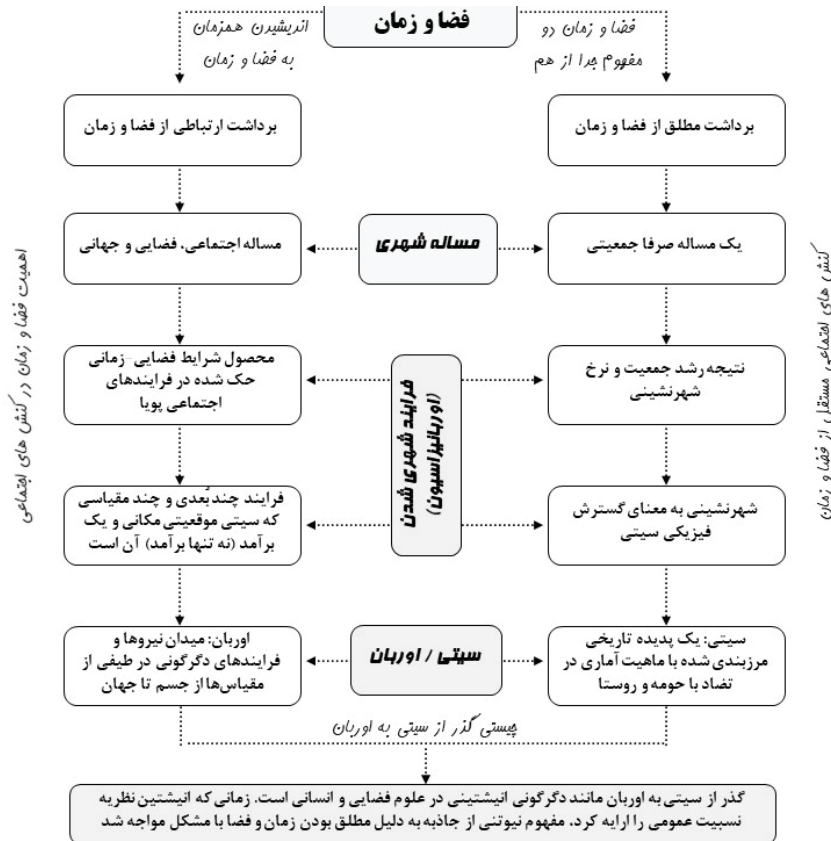 فضا و زمان
فضا و زمان دو
مفهوم جدا از هم
اندیشیدن همزمان
به فضا و زمان
برداشت مطلق از فضا و زمان
برداشت ارتباطی از فضا و زمان
یک مساله صرفا جمعیتی
مساله شهری
مساله اجتماعی، فضایی و جهانی
نتیجه رشد جمعیت و نرخ
شهرنشینی
فرایند شهری شدن
(اوربانیزاسیون)
محصول شرایط فضایی-زمانی
حک شده در فرایندهای
اجتماعی پویا
شهرنشینی به معنای گسترش
فیزیکی سیتی
فرایند چندبُعدی و چند مقیاسی
که سیتی موقعیتی مکانی و یک
برآمد (نه تنها برآمد) آن است
سیتی: یک پدیده تاریخی
مرزبندی شده با ماهیت آماری در
تضاد با حومه و روستا
سیتی / اوربان
اوربان: میدان نیروها و
فرایندهای دگرگونی در طیفی از
مقیاس‌ها از جسم تا جهان
کنش های اجتماعی مستقل از فضا و زمان
اهمیت فضا و زمان در کنش های اجتماعی
چیستی گذر از سیتی به اوربان
گذر از سیتی به اوربان مانند دگرگونی انیشتینی در علوم فضایی و انسانی است. زمانی که انیشتین نظریه
نسبیت عمومی را ارایه کرد، مفهوم نیوتنی از جاذبه به دلیل مطلق بودن زمان و فضا با مشکل مواجه شد